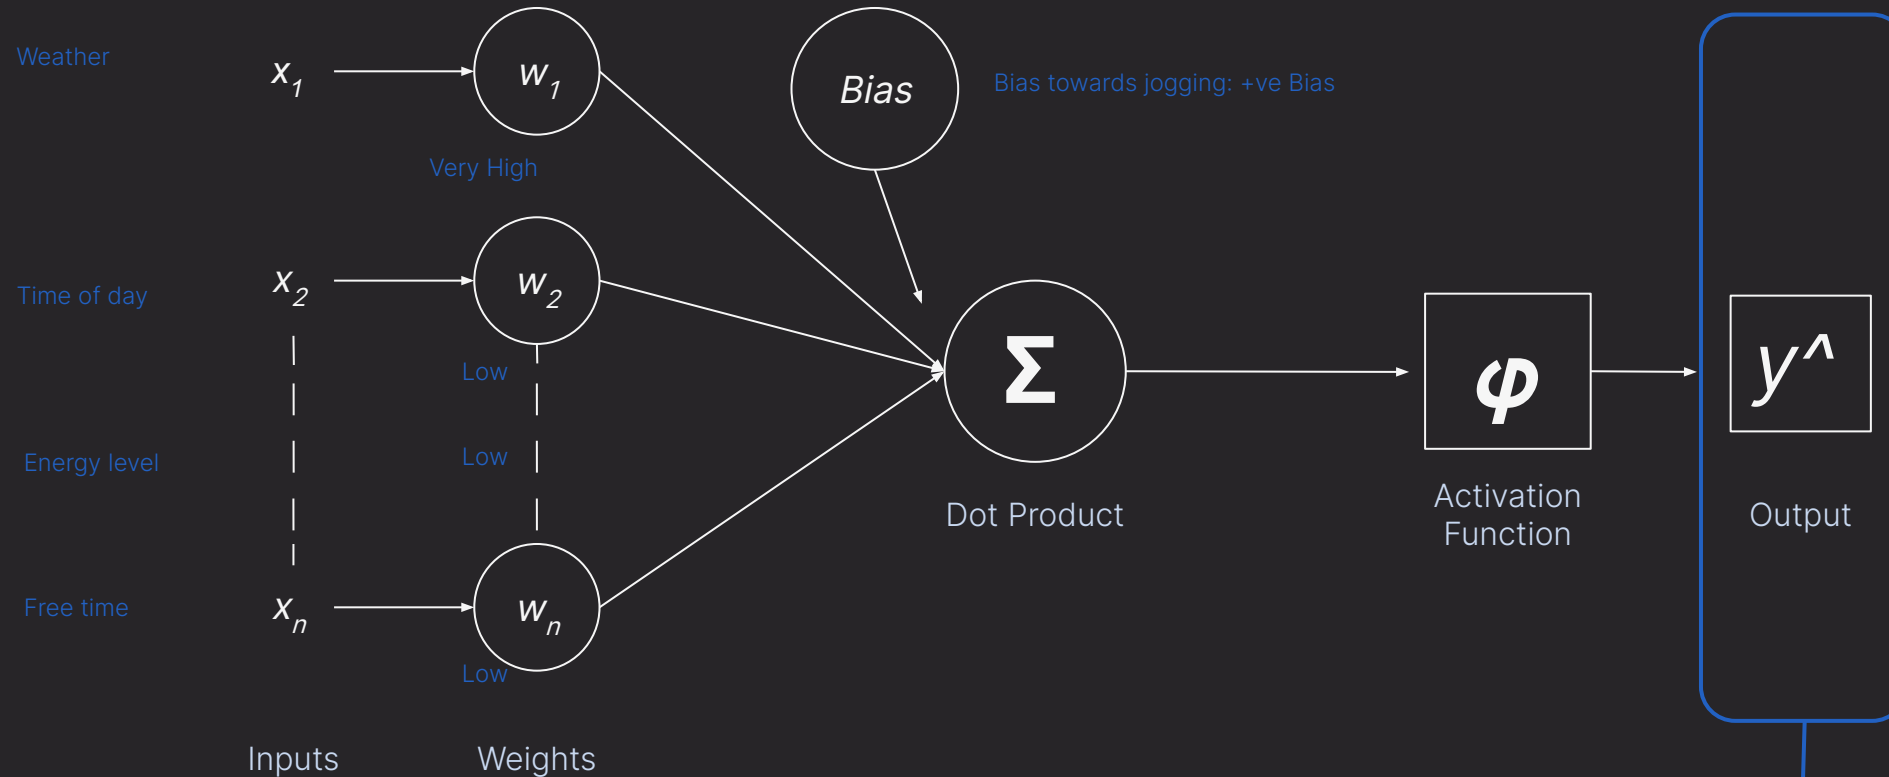 Weather
x1
w1
Bias
Bias towards jogging: +ve Bias
Very High
Time of day
x2
w2
Σ
φ
y^
Low
Energy level
Low
Dot Product
Activation
Function
Output
Free time
xn
wn
Low
Inputs
Weights